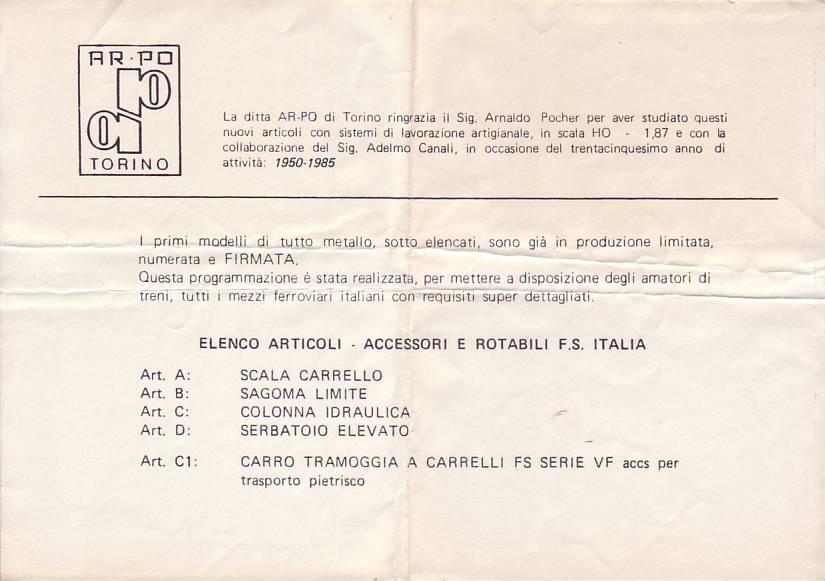 AR·PO
TORINO
La ditta AR-PO di Torino ringrazia il Sig. Arnaldo Pocher per aver studiato questi
nuovi articoli con sistemi di lavorazione artigianale, in scala HO - 1,87 e con la
collaborazione del Sig. Adelmo Canali, in occasione del trentacinquesimo anno di
attività: 1950-1985
I primi modelli di tutto metallo, sotto elencati, sono già in produzione limitata,
numerata e FIRMATA.
Questa programmazione è stata realizzata, per mettere a disposizione degli amatori di
treni, tutti i mezzi ferroviari italiani con requisiti super dettagliati.
ELENCO ARTICOLI - ACCESSORI E ROTABILI F.S. ITALIA
Art. A: SCALA CARRELLO
Art. B: SAGOMA LIMITE
Art. C: COLONNA IDRAULICA
Art. D: SERBATOIO ELEVATO
Art. C1: CARRO TRAMOGGIA A CARRELLI FS SERIE VF accs per
trasporto pietrisco